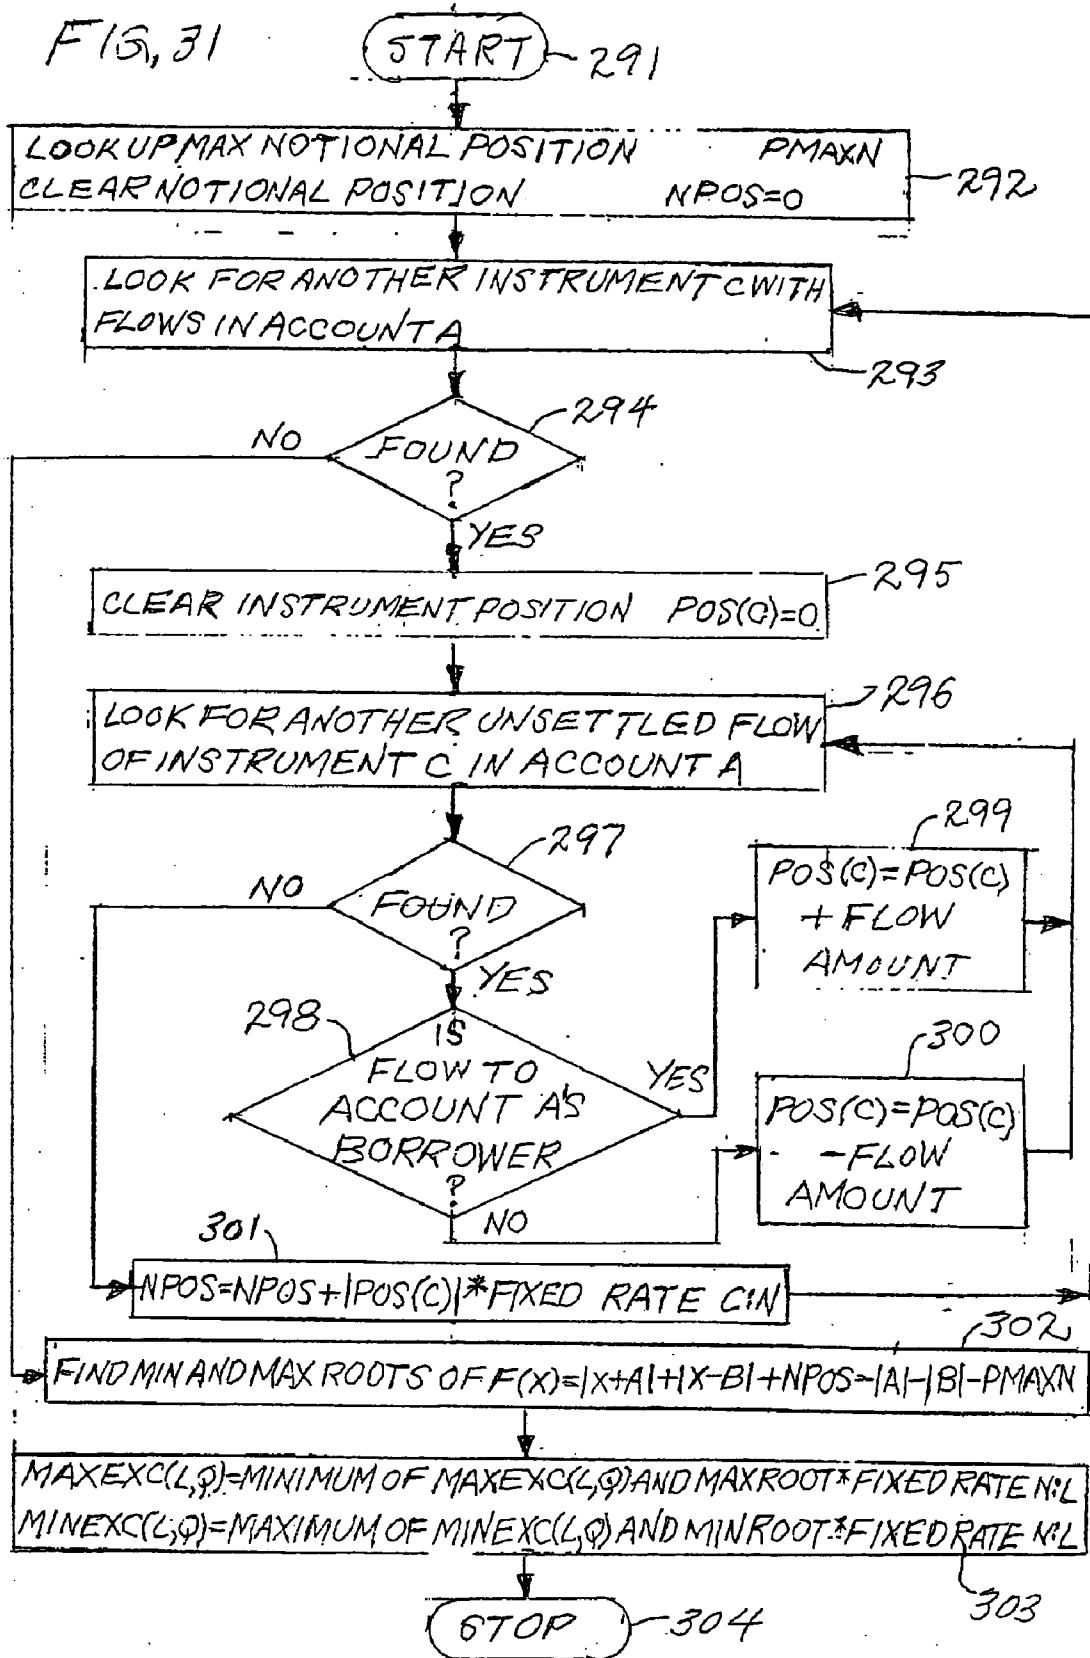 FIG, 31
START
291
LOOK UP MAX NOTIONAL POSITION PMAXN
CLEAR NOTIONAL POSITION NPOS=0
292
LOOK FOR ANOTHER INSTRUMENT C WITH
FLOWS IN ACCOUNT A
293
294
NO
FOUND
?
YES
295
CLEAR INSTRUMENT POSITION POS(C)=0
296
LOOK FOR ANOTHER UNSETTLED FLOW
OF INSTRUMENT C IN ACCOUNT A
297
NO
FOUND
?
YES
299
POS(C)=POS(C)
+ FLOW
AMOUNT
298
IS
FLOW TO
ACCOUNT A'S
BORROWER
?
YES
NO
300
POS(C)=POS(C)
-FLOW
AMOUNT
301
NPOS=NPOS+|POS(C)|*FIXED RATE C:N
302
FIND MIN AND MAX ROOTS OF F(X)=|X+A|+|X-B|+NPOS-|A|-|B|-PMAXN
MAXEXC(L,Q)=MINIMUM OF MAXEXC(L,Q) AND MAXROOT*FIXED RATE N:L
MINEXC(L,Q)=MAXIMUM OF MINEXC(L,Q) AND MINROOT*FIXED RATE N:L
303
STOP
304